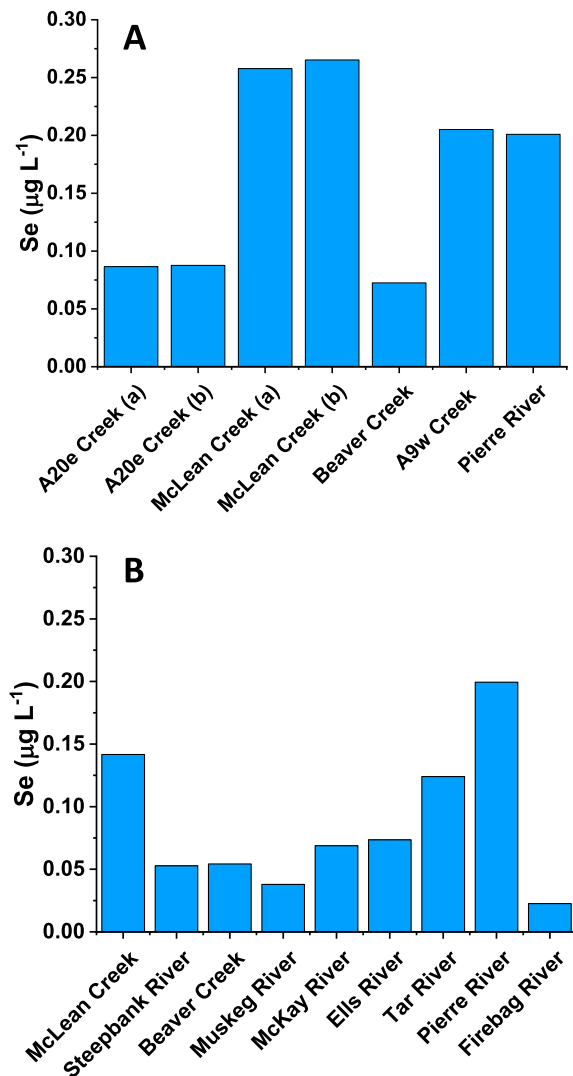 A
0.30
0.25
0.20
0.15
0.10
0.05
0.00
Se (μg L-1)
A20e Creek (a)
A20e Creek (b)
McLean Creek (a)
McLean Creek (b)
Beaver Creek
A9w Creek
Pierre River
B
0.30
0.25
0.20
0.15
0.10
0.05
0.00
Se (μg L-1)
McLean Creek
Steepbank River
Beaver Creek
Muskeg River
McKay River
Ells River
Tar River
Pierre River
Firebag River